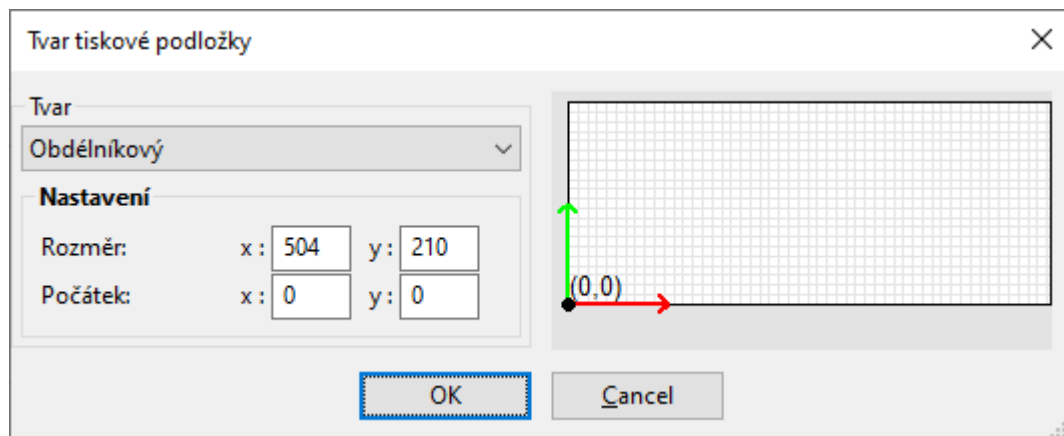 Tvar tiskové podložky
Tvar
Obdélníkový
Nastavení
Rozměr: x : 504 y : 210
Počátek: x : 0 y : 0
(0,0)
OK Cancel